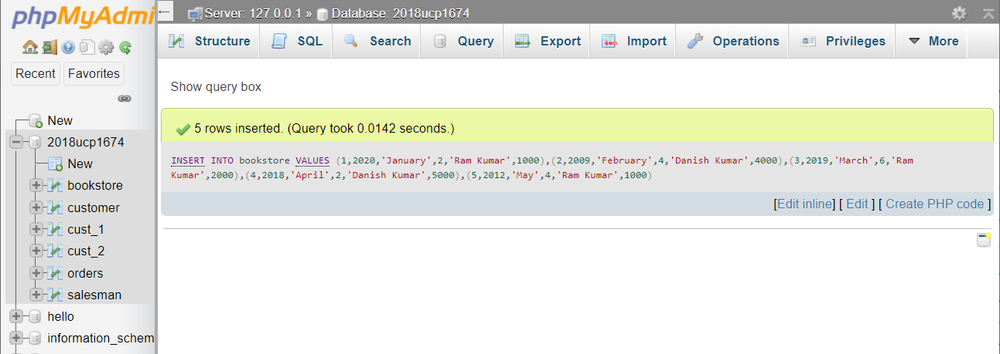 phpMyAdmi
Recent Favorites
New
2018ucp1674
New
bookstore
customer
cust_1
cust_2
orders
salesman
hello
information_schem
Server: 127.0.0.1 » Database: 2018ucp1674
Structure SQL Search Query Export Import Operations Privileges More
Show query box
5 rows inserted. (Query took 0.0142 seconds.)
INSERT INTO bookstore VALUES (1,2020,'January',2,'Ram Kumar',1000),(2,2009,'February',4,'Danish Kumar',4000),(3,2019,'March',6,'Ram
Kumar',2000),(4,2018,'April',2,'Danish Kumar',5000),(5,2012,'May',4,'Ram Kumar',1000)
[Edit inline] [ Edit ] [ Create PHP code ]